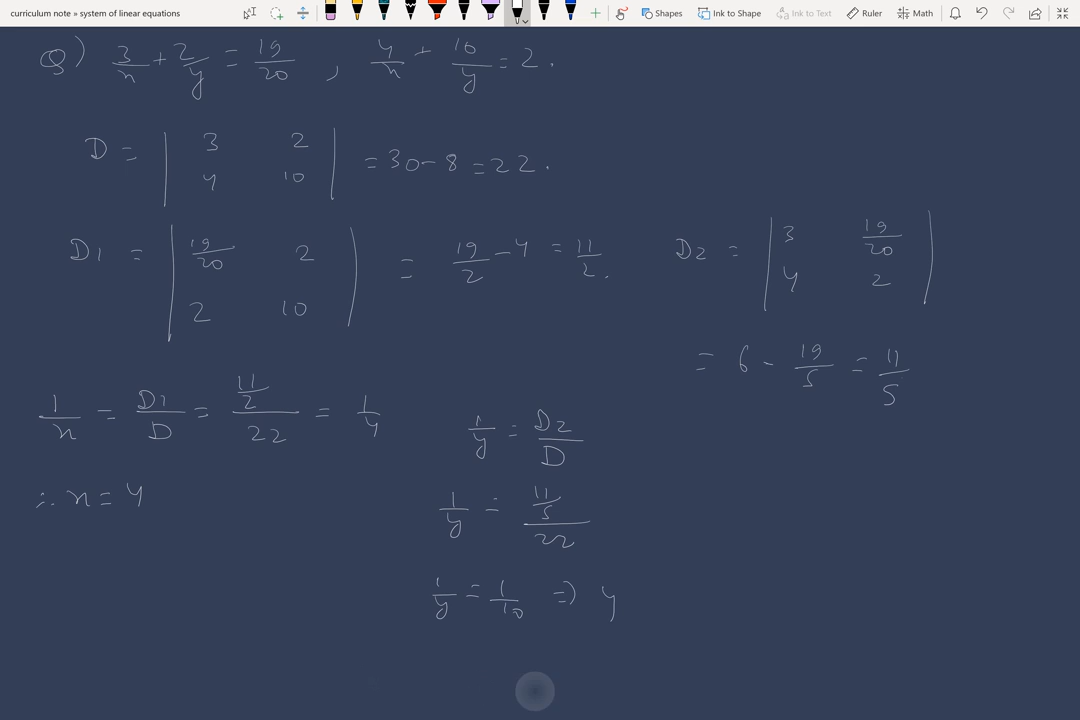 curriculum note » system of linear equations Shapes Ink to Shape Ink to Text Ruler Math
Q) 3/x + 2/y = 19/20 , 4/x + 10/y = 2.
D = | 3 2 | = 30 - 8 = 22.
| 4 10 |
D1 = | 19/20 2 | = 19/2 - 4 = 11/2.
| 2 10 |
D2 = | 3 19/20 |
| 4 2 |
= 6 - 19/5 = 11/5
1/x = D1/D = (11/2)/22 = 1/4
∴ x = 4
1/y = D2/D
1/y = (11/5)/22
1/y = 1/10 => y